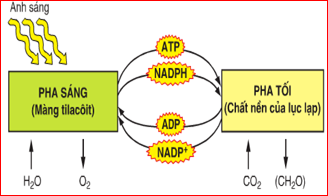 Ánh sáng
ATP
NADPH
PHA SÁNG
(Màng tilacôit)
PHA TỐI
(Chất nền của lục lạp)
ADP
NADP⁺
H₂O
O₂
CO₂
(CH₂O)